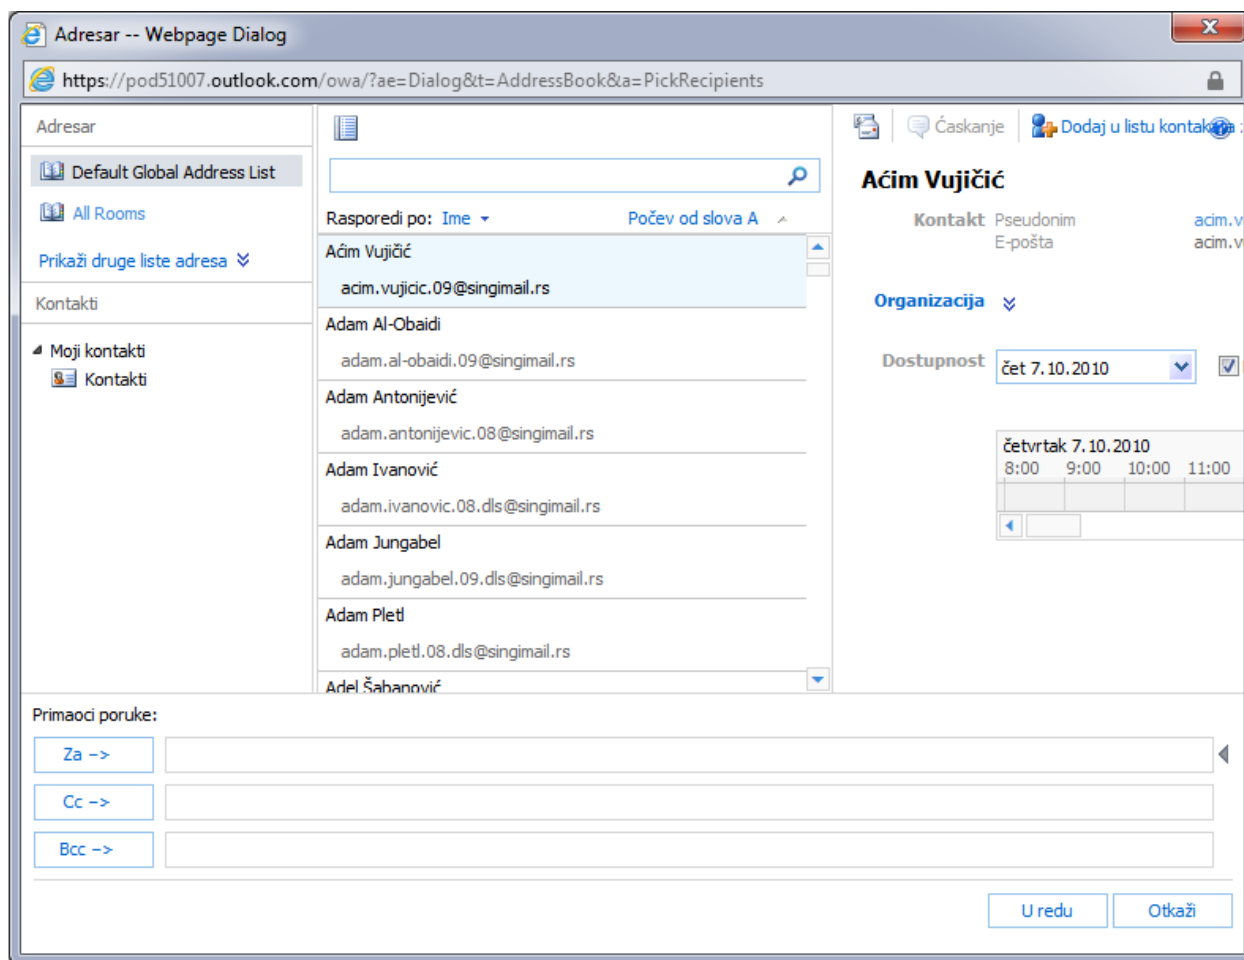 Adresar -- Webpage Dialog
https://pod51007.outlook.com/owa/?ae=Dialog&t=AddressBook&a=PickRecipients
Adresar
Default Global Address List
All Rooms
Prikaži druge liste adresa
Kontakti
Moji kontakti
Kontakti
Rasporedi po: Ime
Počev od slova A
Aćim Vujičić
acim.vujicic.09@singimail.rs
Adam Al-Obaidi
adam.al-obaidi.09@singimail.rs
Adam Antonijević
adam.antonijevic.08@singimail.rs
Adam Ivanović
adam.ivanovic.08.dls@singimail.rs
Adam Jungabel
adam.jungabel.09.dls@singimail.rs
Adam Pletl
adam.pletl.08.dls@singimail.rs
Adel Šabanović
Ćaskanje
Dodaj u listu kontakata
Aćim Vujičić
Kontakt Pseudonim acim.v
E-pošta acim.v
Organizacija
Dostupnost čet 7.10.2010
četvrtak 7.10.2010
8:00 9:00 10:00 11:00
Primaoci poruke:
Za ->
Cc ->
Bcc ->
U redu Otkaži